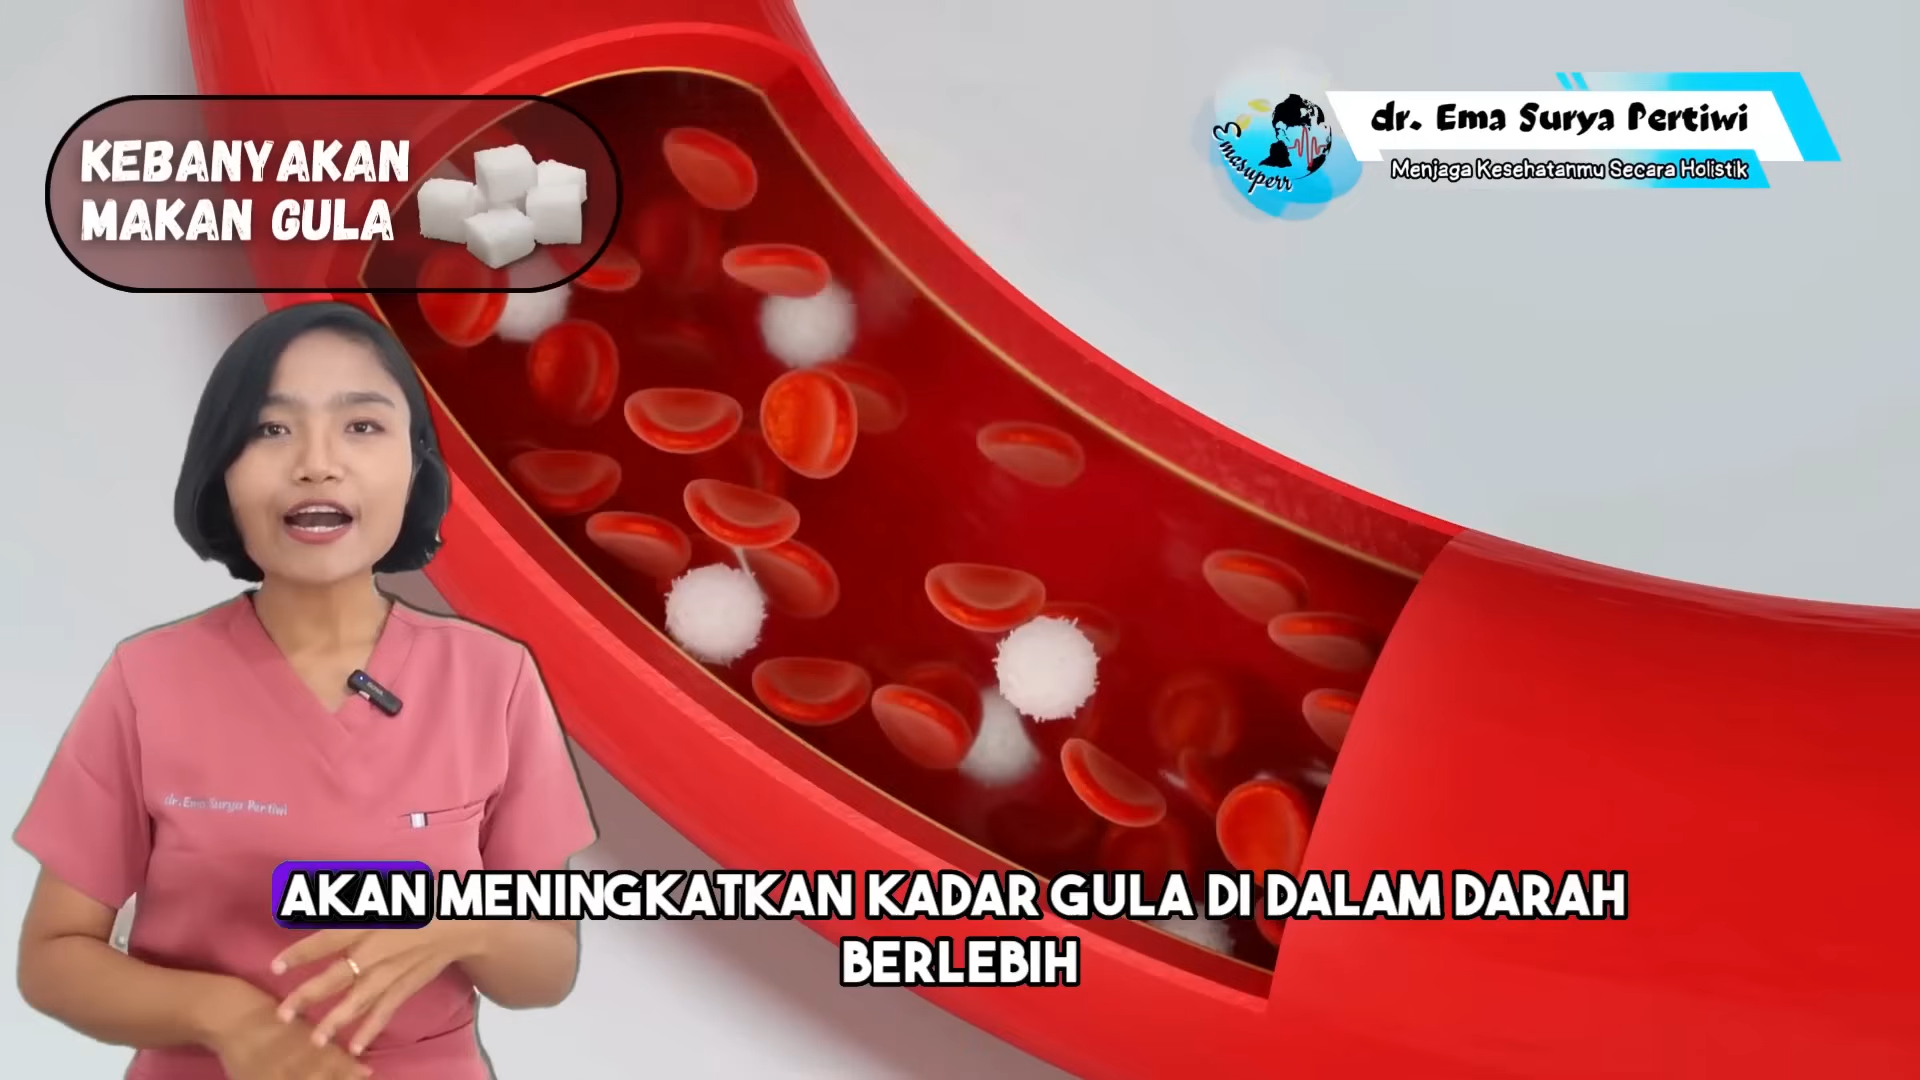 KEBANYAKAN
MAKAN GULA
dr. Ema Surya Pertiwi
Menjaga Kesehatanmu Secara Holistik
Emasuperr
dr. Ema Surya Pertiwi
AKAN MENINGKATKAN KADAR GULA DI DALAM DARAH
BERLEBIH